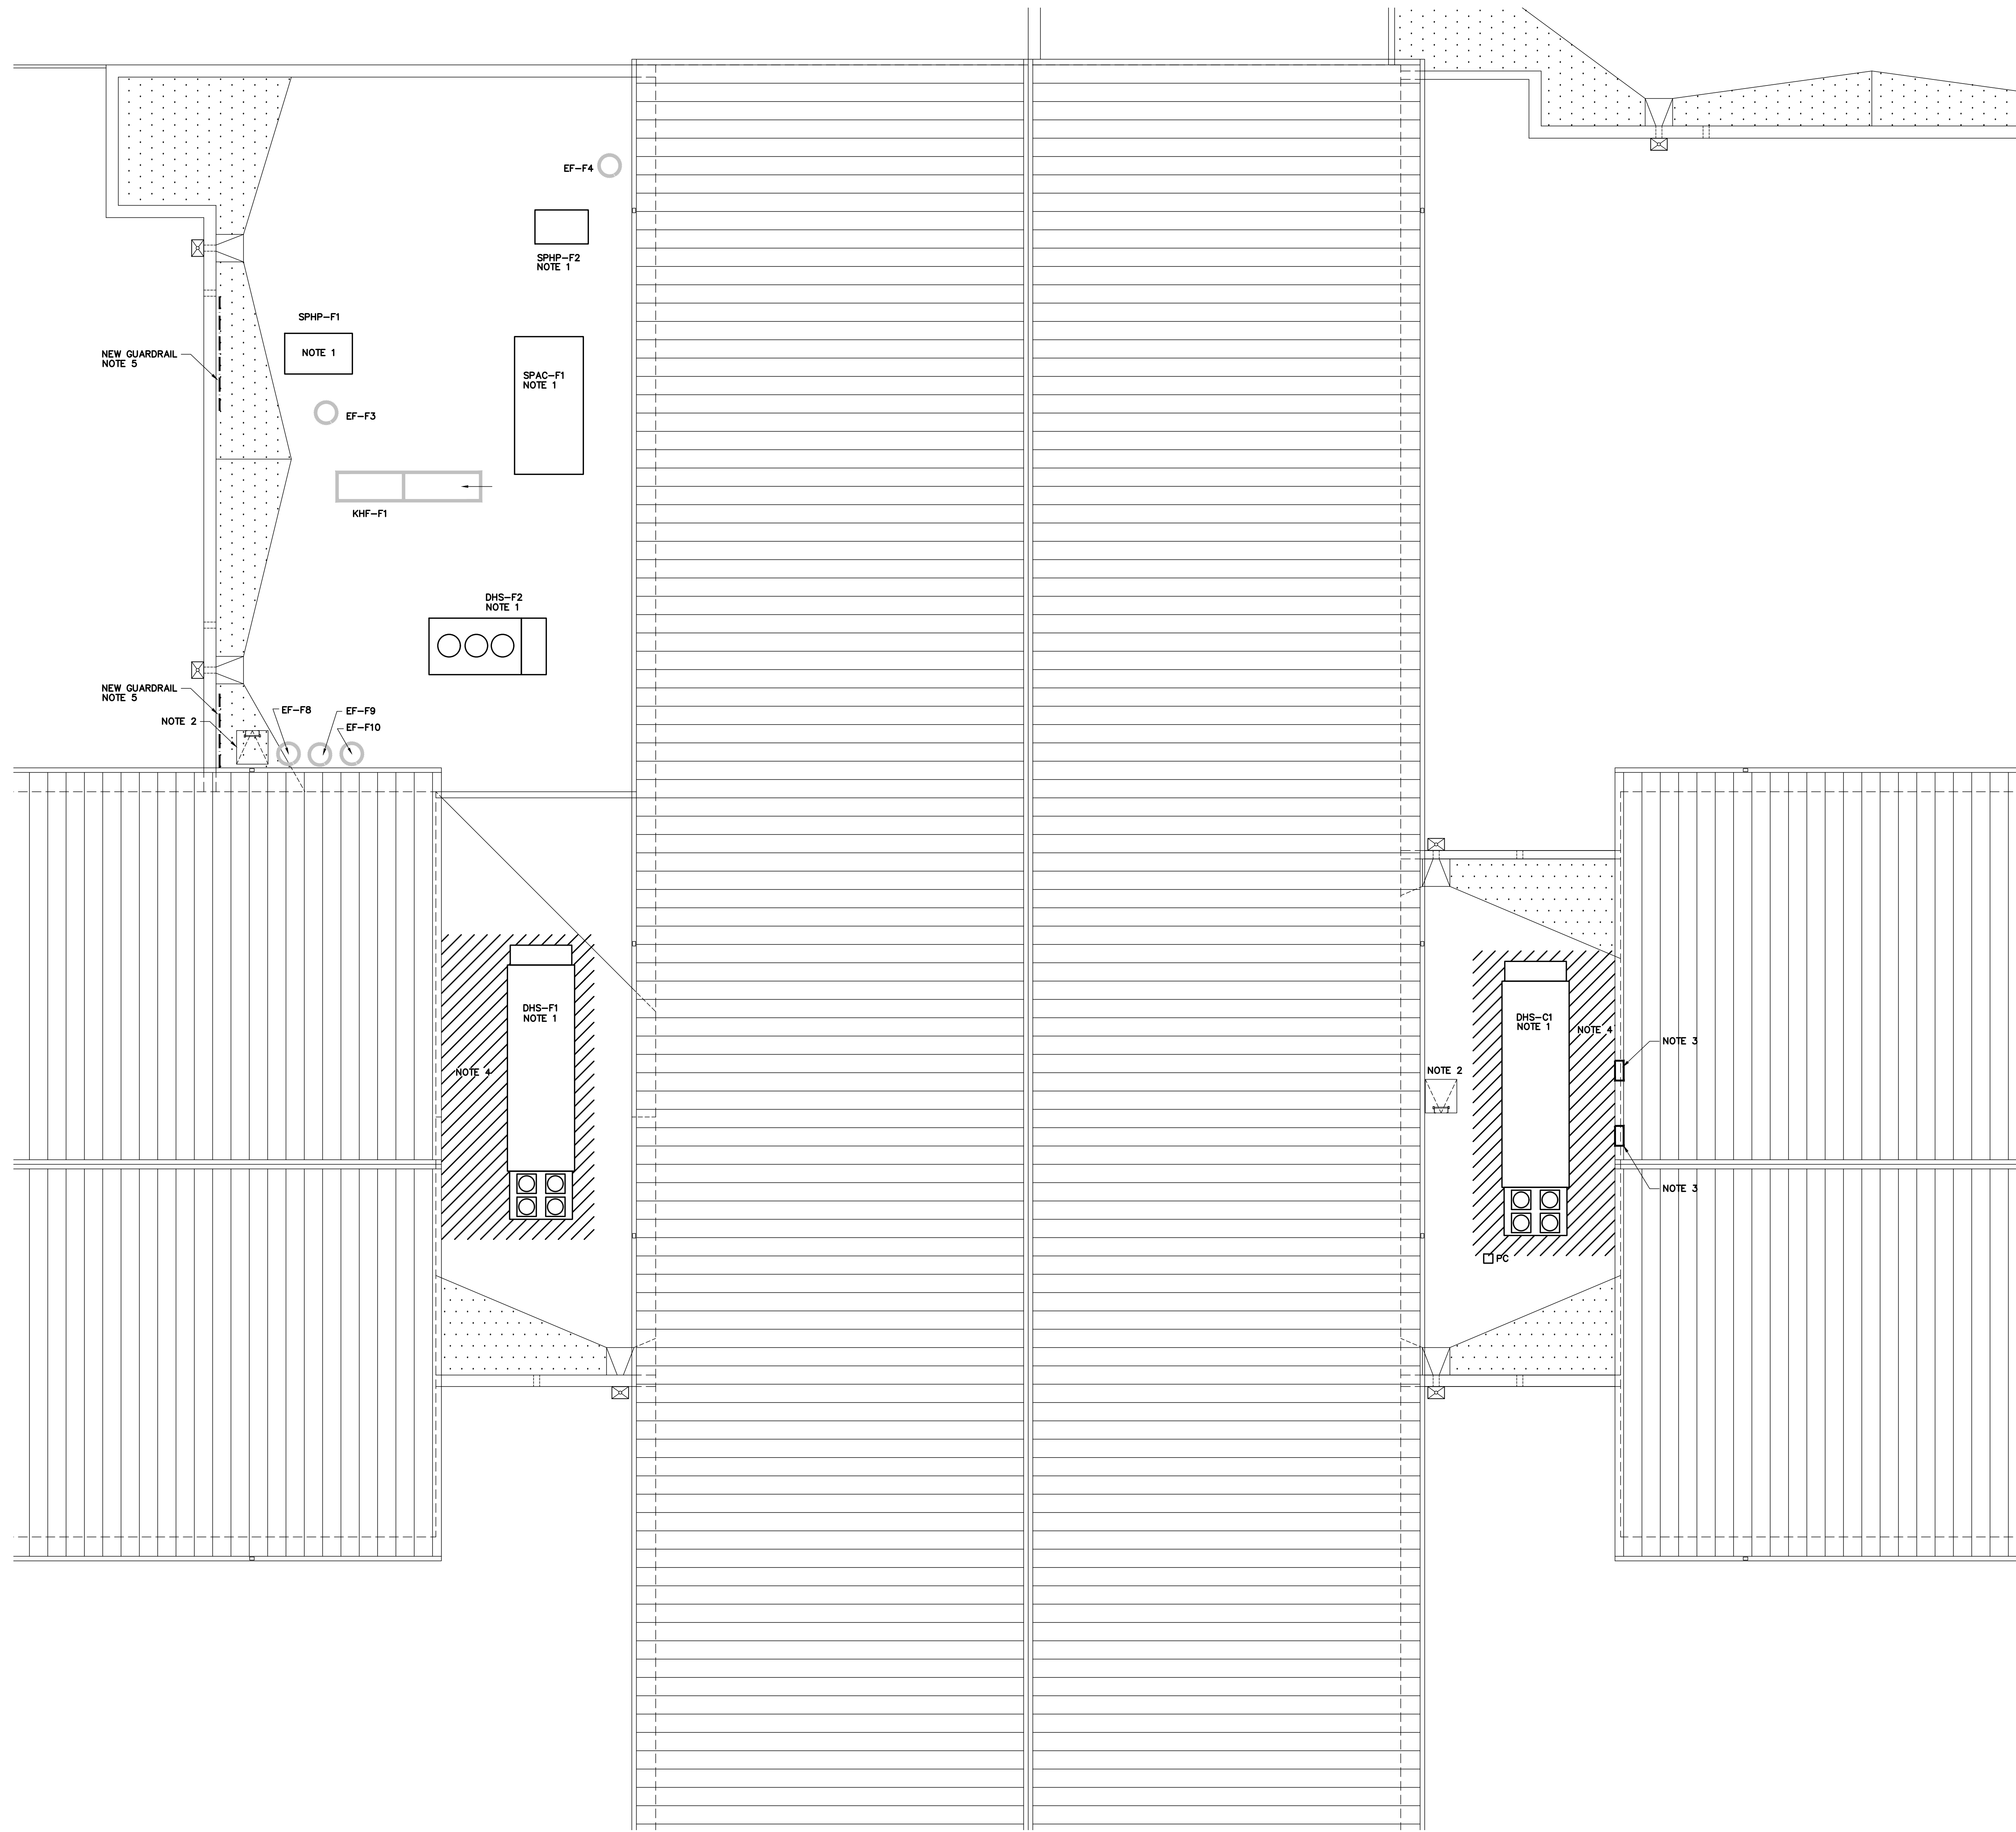 EF-F4
SPHP-F2
NOTE 1
SPHP-F1
NOTE 1
NEW GUARDRAIL
NOTE 5
SPAC-F1
NOTE 1
EF-F3
KHF-F1
DHS-F2
NOTE 1
NEW GUARDRAIL
NOTE 5
NOTE 2
EF-F8
EF-F9
EF-F10
DHS-F1
NOTE 1
NOTE 4
DHS-C1
NOTE 1
NOTE 4
NOTE 3
NOTE 2
NOTE 3
PC